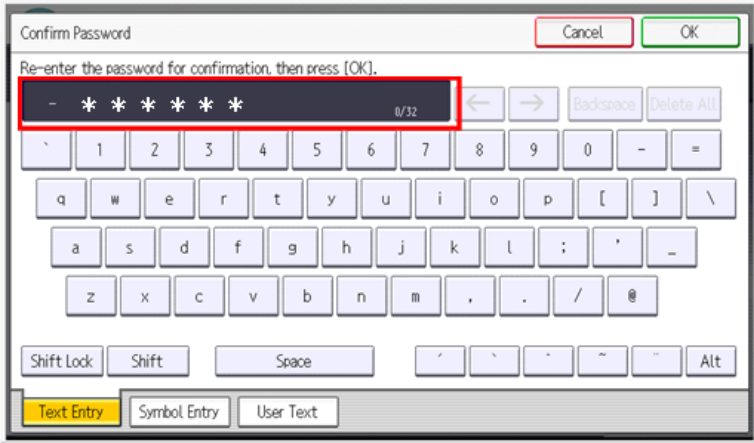 Confirm Password Cancel OK
Re-enter the password for confirmation, then press [OK].
- * * * * * * 0/32 ← → Backspace Delete All
` 1 2 3 4 5 6 7 8 9 0 - =
q w e r t y u i o p [ ] \
a s d f g h j k l ; ' _
z x c v b n m , . / @
Shift Lock Shift Space ´ ` ^ ~ ¨ Alt
Text Entry Symbol Entry User Text